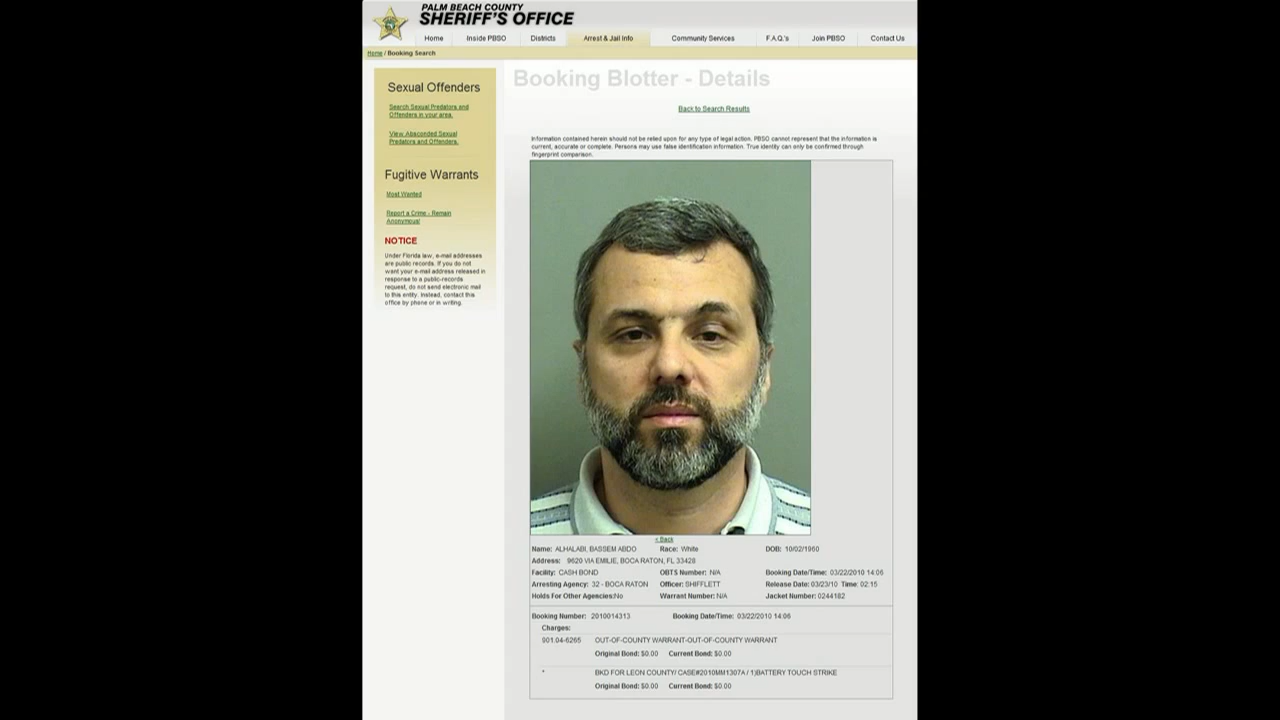 PALM BEACH COUNTY
SHERIFF'S OFFICE
Home Inside PBSO Districts Arrest & Jail Info Community Services F.A.Q.'s Join PBSO Contact Us
Home / Booking Search
Sexual Offenders
Search Sexual Predators and
Offenders in your area.
View Absconded Sexual
Predators and Offenders.
Fugitive Warrants
Most Wanted
Report a Crime - Remain
Anonymous!
NOTICE
Under Florida law, e-mail addresses
are public records. If you do not
want your e-mail address released in
response to a public-records
request, do not send electronic mail
to this entity. Instead, contact this
office by phone or in writing.
Booking Blotter - Details
Back to Search Results
Information contained herein should not be relied upon for any type of legal action. PBSO cannot represent that the information is
current, accurate or complete. Persons may use false identification information. True identity can only be confirmed through
fingerprint comparison.
< Back
Name: ALHALABI, BASSEM ABDO Race: White DOB: 10/02/1960
Address: 9620 VIA EMILIE, BOCA RATON, FL 33428
Facility: CASH BOND OBTS Number: N/A Booking Date/Time: 03/22/2010 14:06
Arresting Agency: 32 - BOCA RATON Officer: SHIFFLETT Release Date: 03/23/10 Time: 02:15
Holds For Other Agencies:No Warrant Number: N/A Jacket Number: 0244182
Booking Number: 2010014313 Booking Date/Time: 03/22/2010 14:06
Charges:
901.04-6265 OUT-OF-COUNTY WARRANT-OUT-OF-COUNTY WARRANT
Original Bond: $0.00 Current Bond: $0.00
* BKD FOR LEON COUNTY/ CASE#2010MM1307A / 1)BATTERY TOUCH STRIKE
Original Bond: $0.00 Current Bond: $0.00